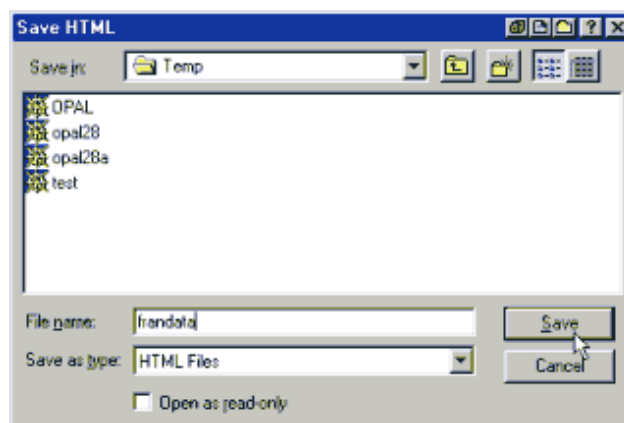 Save HTML
Save in: Temp
OPAL
opal28
opal28a
test
File name: frandata
Save
Save as type: HTML Files
Cancel
Open as read-only